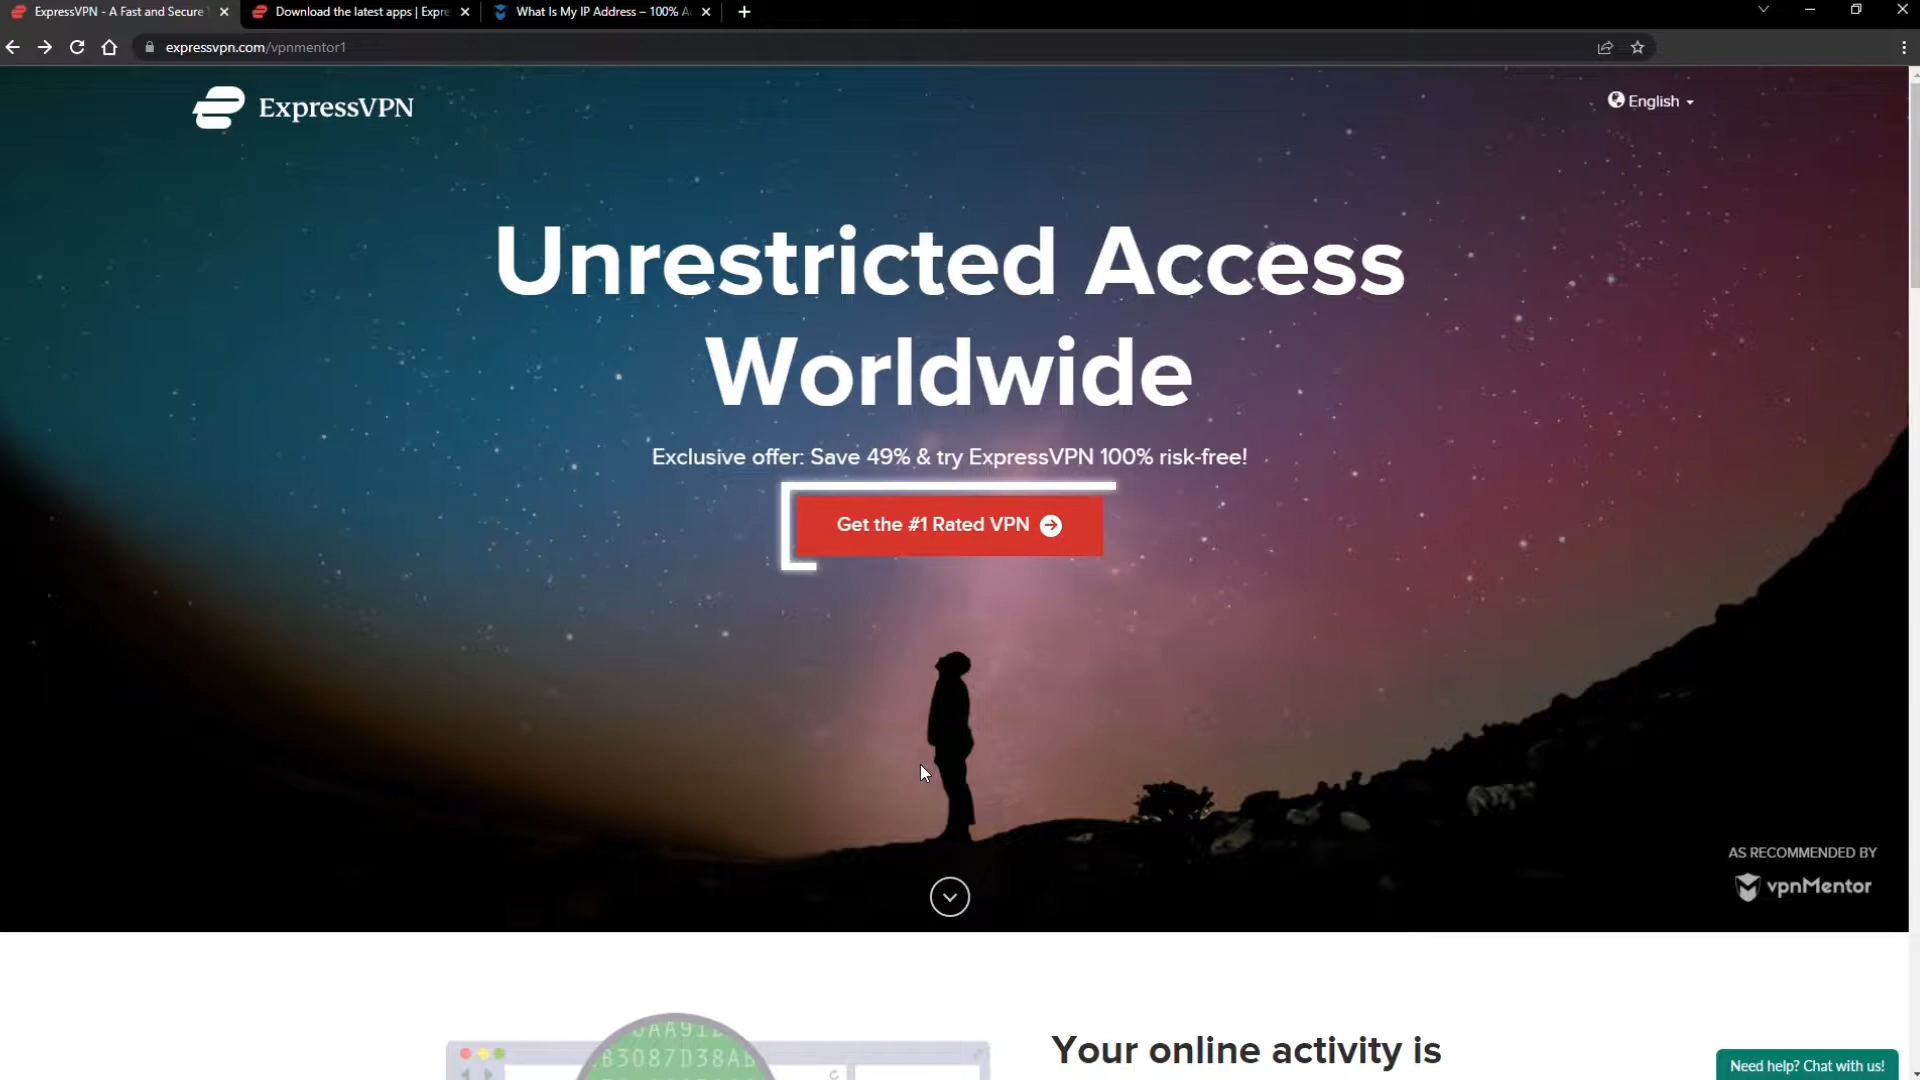 ExpressVPN - A Fast and Secure
Download the latest apps | Expre
What Is My IP Address – 100% A
expressvpn.com/vpnmentor1
ExpressVPN
English
Unrestricted Access
Worldwide
Exclusive offer: Save 49% & try ExpressVPN 100% risk-free!
Get the #1 Rated VPN
AS RECOMMENDED BY
vpnMentor
B3087D38AB
Your online activity is
Need help? Chat with us!